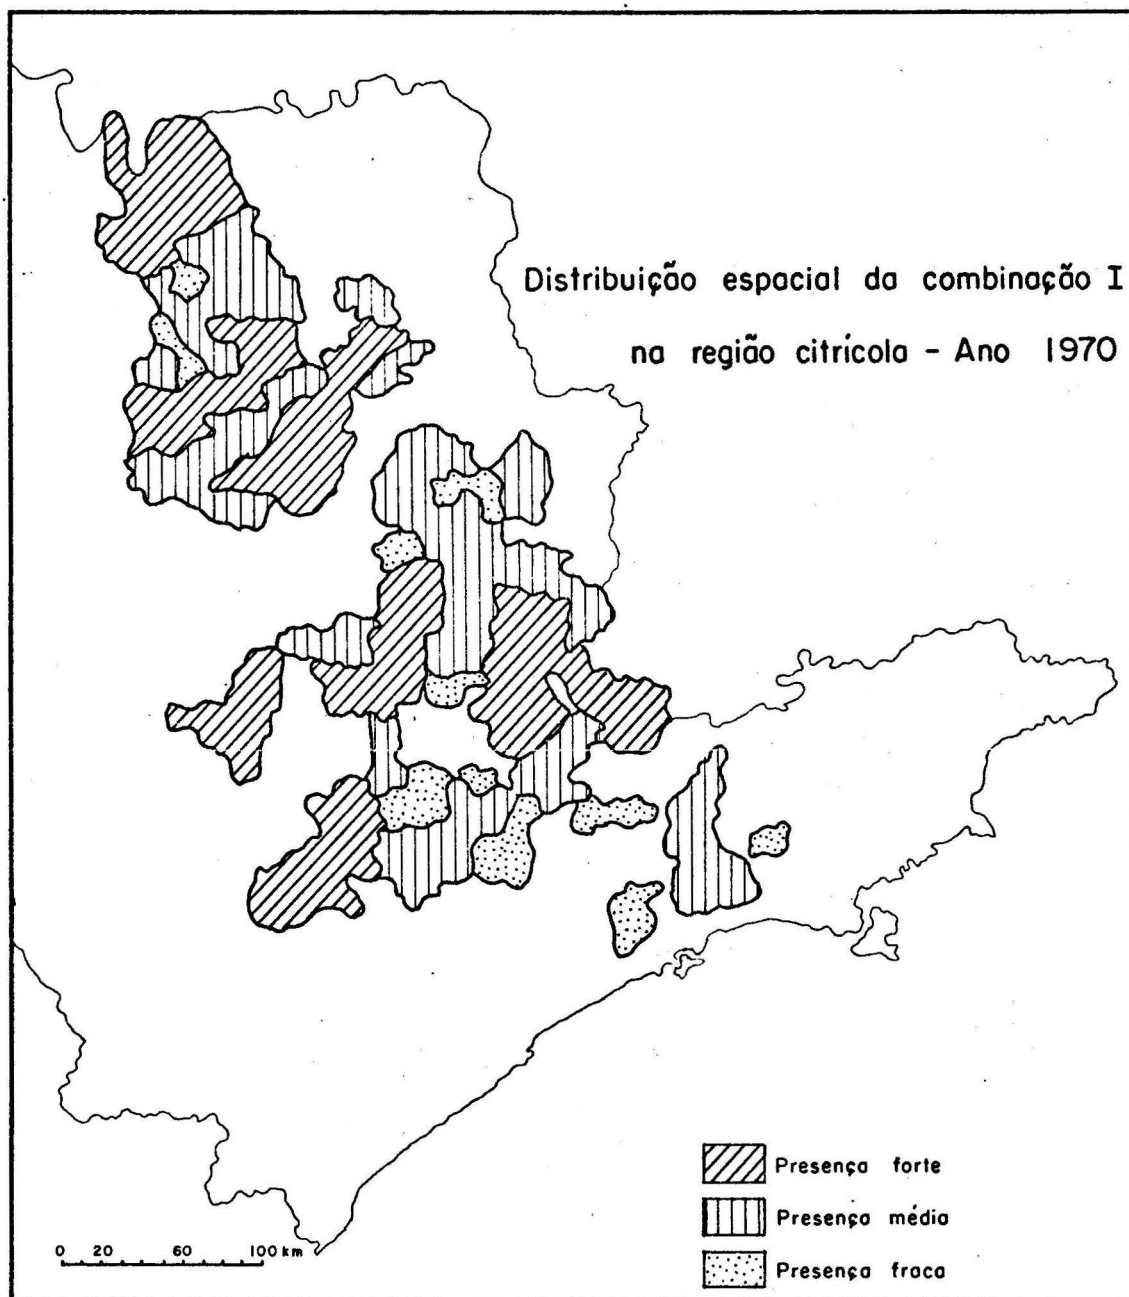 Distribuição espacial da combinação I
na região citrícola - Ano 1970
Presença forte
Presença média
Presença fraca
0 20 60 100 km